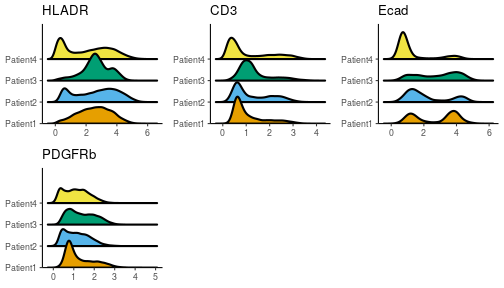 HLADR
Patient4
Patient3
Patient2
Patient1
0 2 4 6
CD3
Patient4
Patient3
Patient2
Patient1
0 1 2 3 4
Ecad
Patient4
Patient3
Patient2
Patient1
0 2 4 6
PDGFRb
Patient4
Patient3
Patient2
Patient1
0 1 2 3 4 5